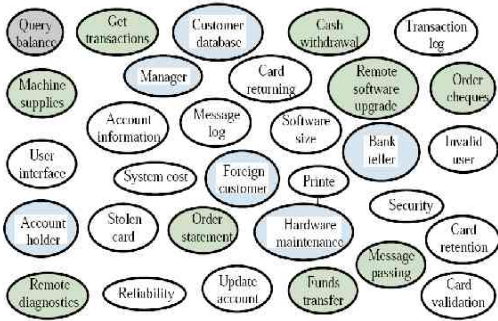 Query
balance
Get
transactions
Customer
database
Cash
withdrawal
Transaction
log
Machine
supplies
Manager
Card
returning
Remote
software
upgrade
Order
cheques
Account
information
Message
log
Software
size
Bank
teller
Invalid
user
User
interface
System cost
Foreign
customer
Printe
Security
Account
holder
Stolen
card
Order
statement
Hardware
maintenance
Card
retention
Message
passing
Remote
diagnostics
Reliability
Update
account
Funds
transfer
Card
validation